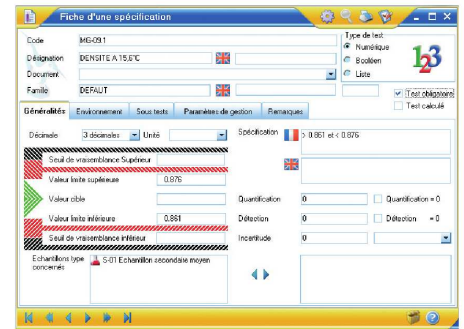 Fiche d'une spécification
Code MG-09.1
Type de test
Numérique
Booléen
Liste
123
Désignation DENSITE A 15,6°C
Document
Famille DEFAUT
Test obligatoire
Test calculé
Généralités Environnement Sous tests Paramètres de gestion Remarques
Décimale 3 décimales Unité
Spécification > 0.861 et < 0.876
Seuil de vraisemblance Supérieur
Valeur limite supérieure 0.876
Valeur cible
Quantification 0 Quantification = 0
Valeur limite inférieure 0.861
Détection 0 Détection = 0
Seuil de vraisemblance inférieur
Incertitude 0
Echantillons type concernés
S-01 Echantillon secondaire moyen